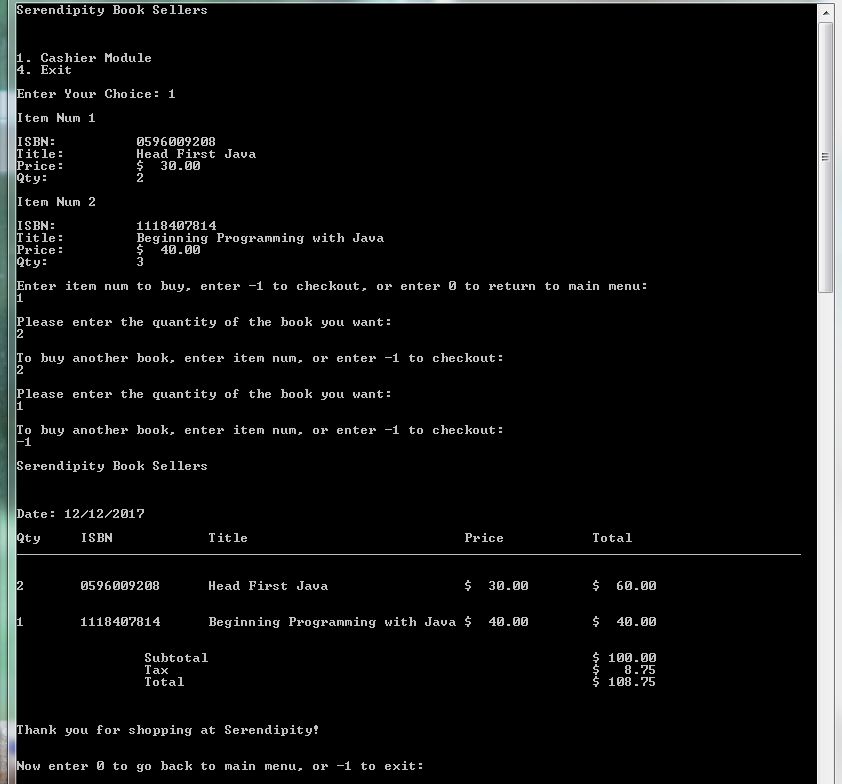 Serendipity Book Sellers
1. Cashier Module
4. Exit
Enter Your Choice: 1
Item Num 1
ISBN: 0596009208
Title: Head First Java
Price: $ 30.00
Qty: 2
Item Num 2
ISBN: 1118407814
Title: Beginning Programming with Java
Price: $ 40.00
Qty: 3
Enter item num to buy, enter -1 to checkout, or enter 0 to return to main menu:
1
Please enter the quantity of the book you want:
2
To buy another book, enter item num, or enter -1 to checkout:
2
Please enter the quantity of the book you want:
1
To buy another book, enter item num, or enter -1 to checkout:
-1
Serendipity Book Sellers
Date: 12/12/2017
Qty ISBN Title Price Total
2 0596009208 Head First Java $ 30.00 $ 60.00
1 1118407814 Beginning Programming with Java $ 40.00 $ 40.00
Subtotal $ 100.00
Tax $ 8.75
Total $ 108.75
Thank you for shopping at Serendipity!
Now enter 0 to go back to main menu, or -1 to exit: